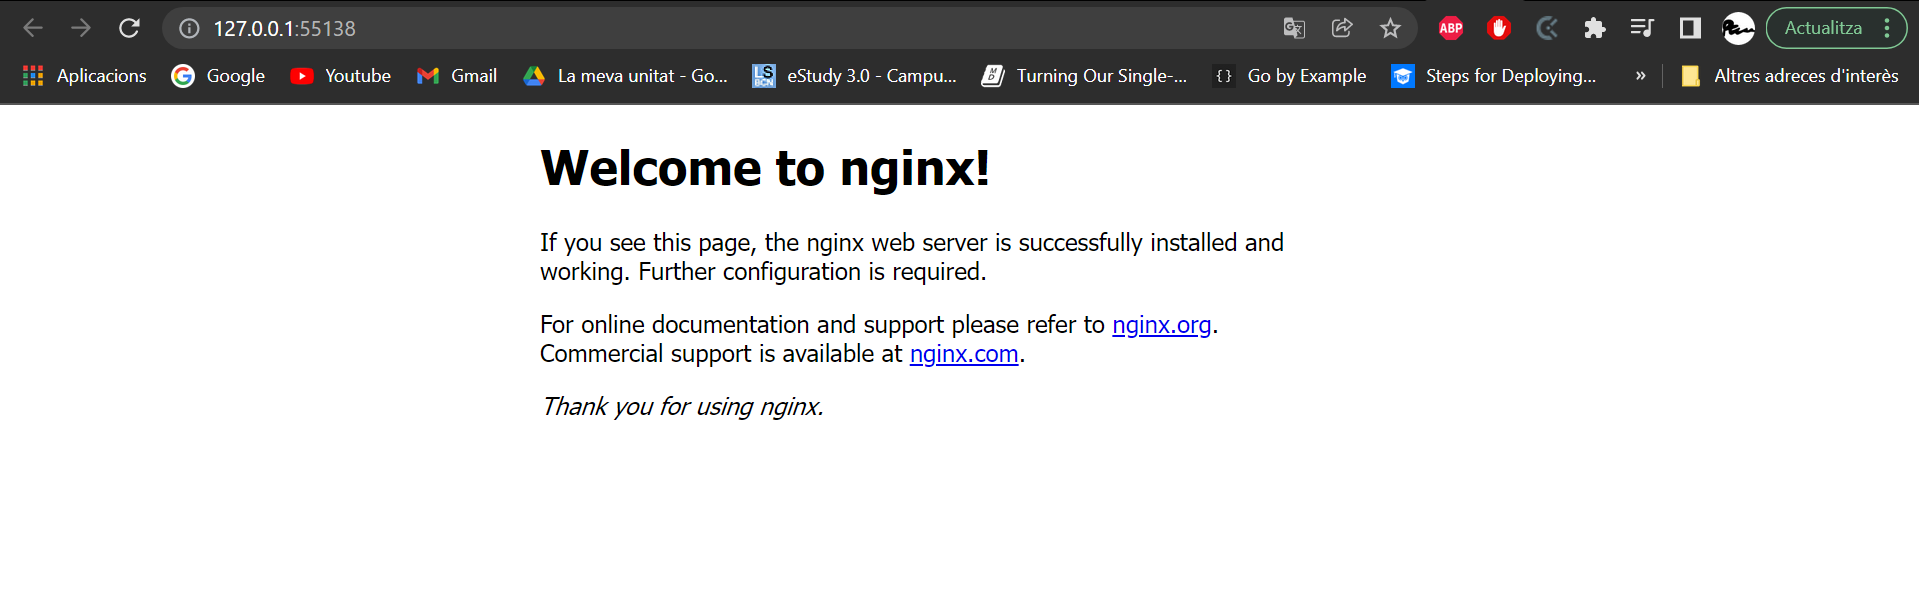 127.0.0.1:55138
ABP
Actualitza
Aplicacions
Google
Youtube
Gmail
La meva unitat - Go...
LS BCN
eStudy 3.0 - Campu...
Turning Our Single-...
{} Go by Example
Steps for Deploying...
»
Altres adreces d'interès
Welcome to nginx!
If you see this page, the nginx web server is successfully installed and
working. Further configuration is required.
For online documentation and support please refer to nginx.org.
Commercial support is available at nginx.com.
Thank you for using nginx.